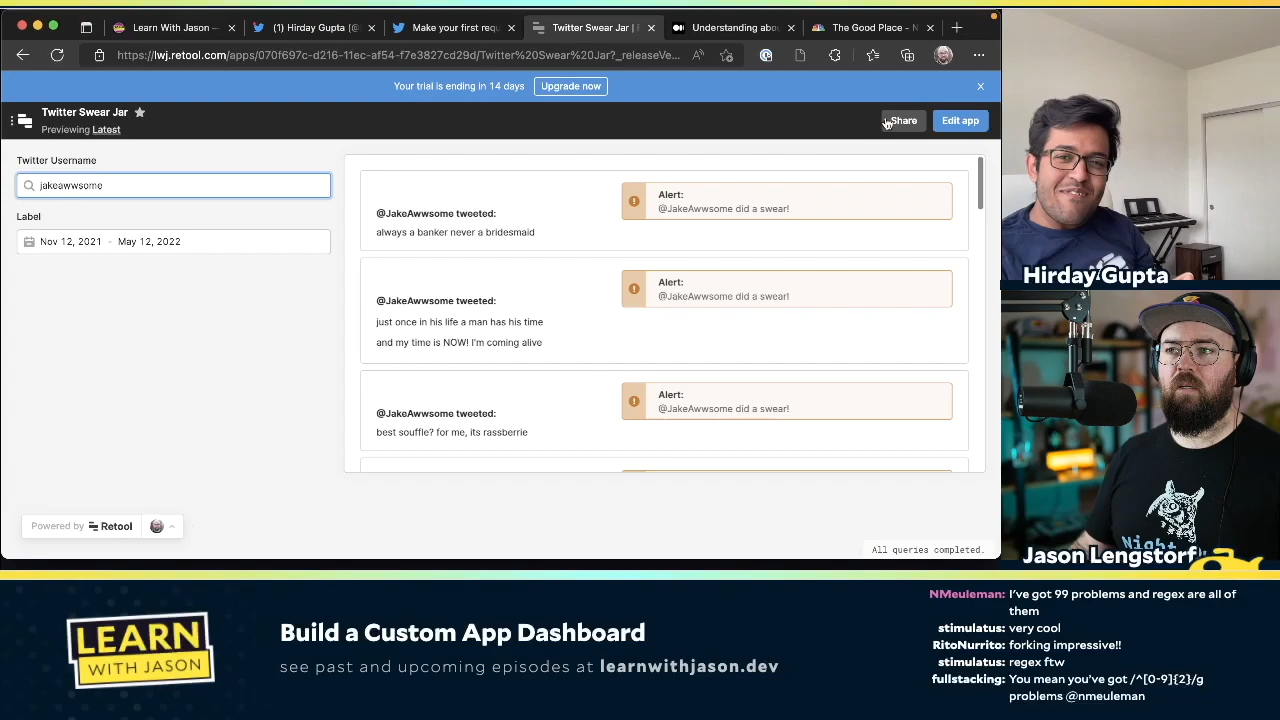 Learn With Jason —
(1) Hirday Gupta (@
Make your first requ
Twitter Swear Jar | R
Understanding abou
The Good Place - N
https://lwj.retool.com/apps/070f697c-d216-11ec-af54-f7e3827cd29d/Twitter%20Swear%20Jar?_releaseVe...
Your trial is ending in 14 days
Upgrade now
Twitter Swear Jar
Previewing Latest
Share
Edit app
Twitter Username
jakeawwsome
Label
Nov 12, 2021 - May 12, 2022
@JakeAwwsome tweeted:
always a banker never a bridesmaid
Alert:
@JakeAwwsome did a swear!
@JakeAwwsome tweeted:
just once in his life a man has his time
and my time is NOW! I'm coming alive
Alert:
@JakeAwwsome did a swear!
@JakeAwwsome tweeted:
best souffle? for me, its rassberrie
Alert:
@JakeAwwsome did a swear!
Powered by Retool
All queries completed.
Hirday Gupta
Night
Jason Lengstorf
LEARN
WITH JASON
Build a Custom App Dashboard
see past and upcoming episodes at learnwithjason.dev
NMeuleman: I've got 99 problems and regex are all of
them
stimulatus: very cool
RitoNurrito: forking impressive!!
stimulatus: regex ftw
fullstacking: You mean you've got /^[0-9]{2}/g
problems @nmeuleman